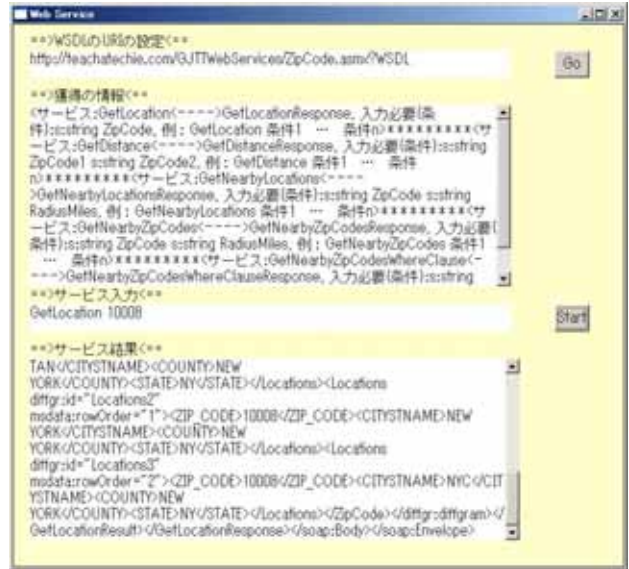 Web Service
==>WSDLのURIの設定<==
http://teachatechie.com/GJTTWebServices/ZipCode.asmx?WSDL
Go
==>獲得の情報<==
<サービス:GetLocation<---->GetLocationResponse, 入力必要(条
件):s:string ZipCode, 例 : GetLocation 条件1 … 条件n>*********<サ
ービス:GetDistance<---->GetDistanceResponse, 入力必要(条件):s:string
ZipCode1 s:string ZipCode2, 例 : GetDistance 条件1 … 条件
n>*********<サービス:GetNearbyLocations<----
>GetNearbyLocationsResponse, 入力必要(条件):s:string ZipCode s:string
RadiusMiles, 例 : GetNearbyLocations 条件1 … 条件n>*********<サ
ービス:GetNearbyZipCodes<---->GetNearbyZipCodesResponse, 入力必要(
条件):s:string ZipCode s:string RadiusMiles, 例 : GetNearbyZipCodes 条件1
… 条件n>*********<サービス:GetNearbyZipCodesWhereClause<-
--->GetNearbyZipCodesWhereClauseResponse, 入力必要(条件):s:string
==>サービス入力<==
GetLocation 10008
Start
==>サービス結果<==
TAN</CITYSTNAME><COUNTY>NEW
YORK</COUNTY><STATE>NY</STATE></Locations><Locations
diffgr:id="Locations2"
msdata:rowOrder="1"><ZIP_CODE>10008</ZIP_CODE><CITYSTNAME>NEW
YORK</CITYSTNAME><COUNTY>NEW
YORK</COUNTY><STATE>NY</STATE></Locations><Locations
diffgr:id="Locations3"
msdata:rowOrder="2"><ZIP_CODE>10008</ZIP_CODE><CITYSTNAME>NYC</CIT
YSTNAME><COUNTY>NEW
YORK</COUNTY><STATE>NY</STATE></Locations></ZipCode></diffgr:diffgram></
GetLocationResult></GetLocationResponse></soap:Body></soap:Envelope>